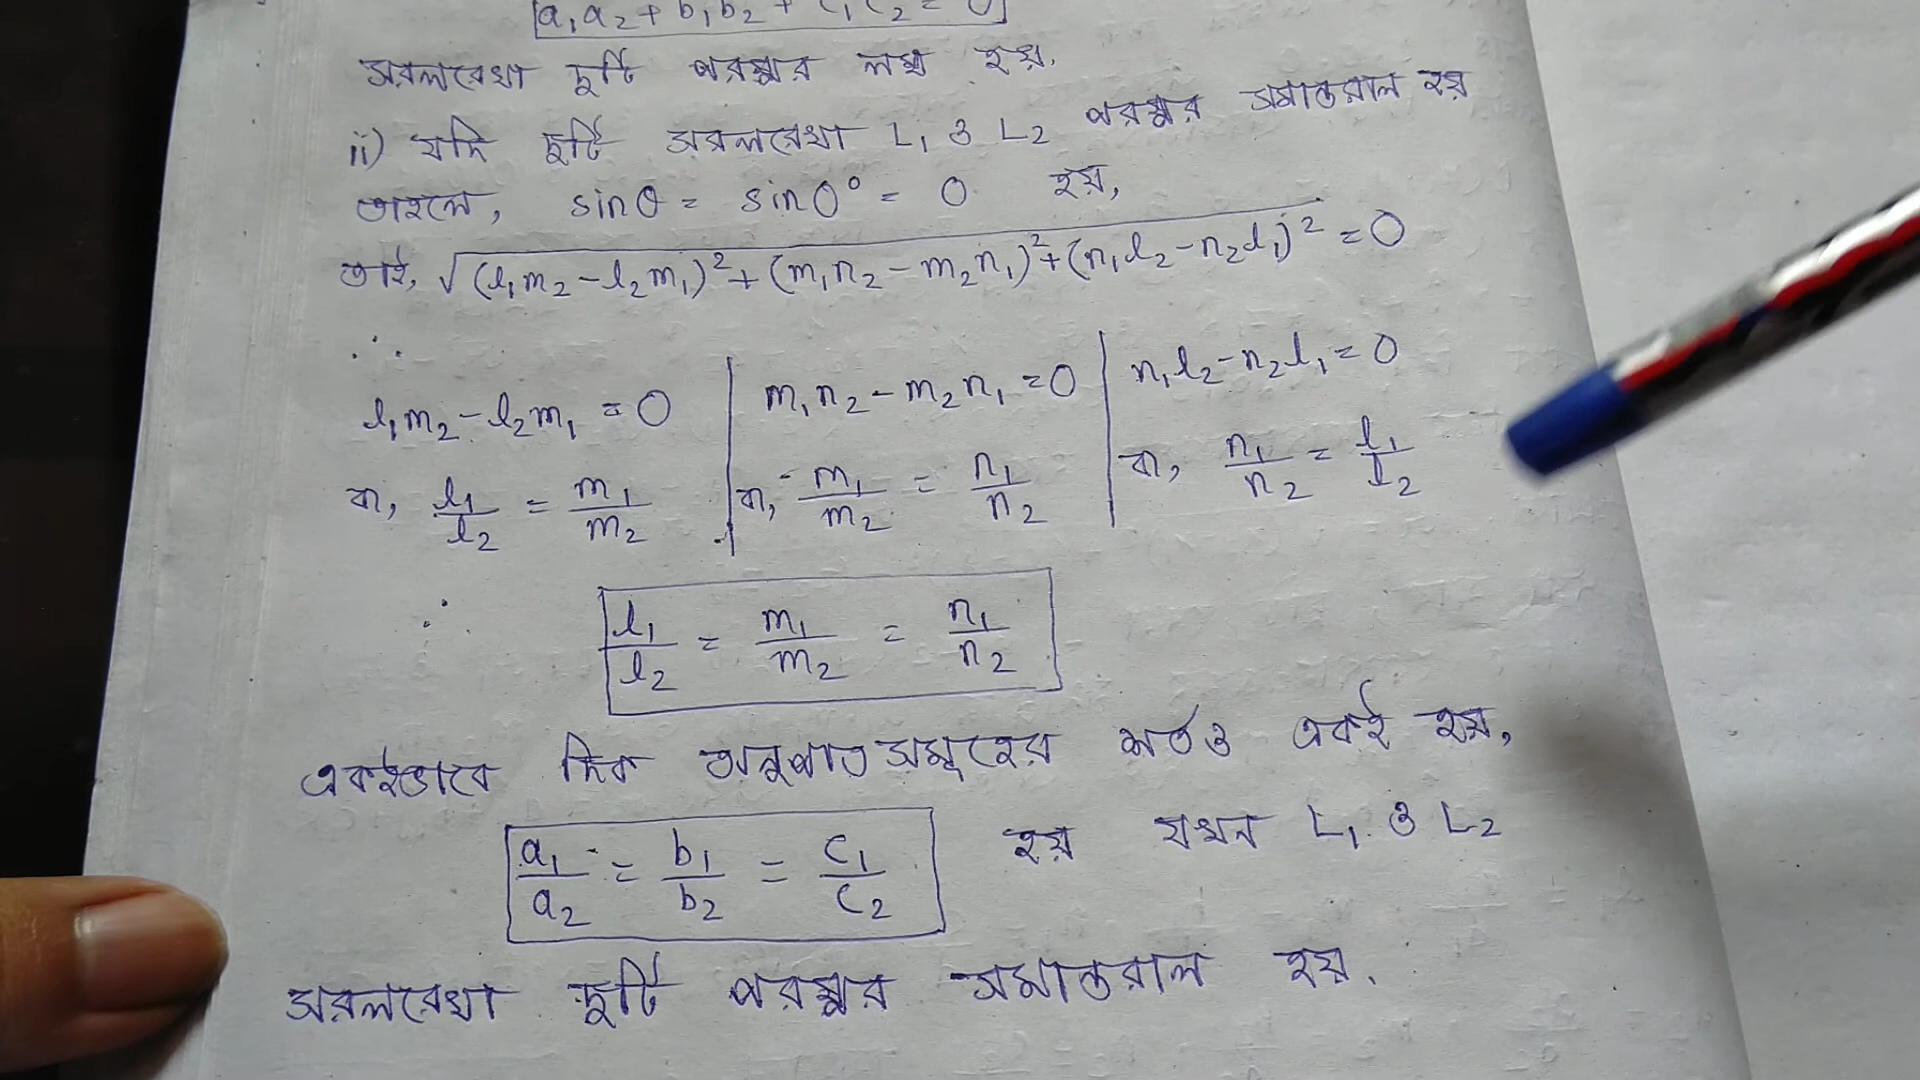 a₁a₂ + b₁b₂ + c₁c₂ = 0
সরলরেখা দুটি পরস্পর লম্ব হয়.
ii) যদি দুটি সরলরেখা L₁ ও L₂ পরস্পর সমান্তরাল হয়
তাহলে, sinθ = sin0° = 0 হয়,
তাই, √(l₁m₂-l₂m₁)²+(m₁n₂-m₂n₁)²+(n₁l₂-n₂l₁)² = 0
∴
l₁m₂-l₂m₁ = 0 | m₁n₂-m₂n₁ = 0 | n₁l₂-n₂l₁ = 0
বা, l₁/l₂ = m₁/m₂ | বা, m₁/m₂ = n₁/n₂ | বা, n₁/n₂ = l₁/l₂
∴ l₁/l₂ = m₁/m₂ = n₁/n₂
একইভাবে দিক অনুপাতসমূহের শর্তও একই হয়,
a₁/a₂ = b₁/b₂ = c₁/c₂ হয় যখন L₁ ও L₂
সরলরেখা দুটি পরস্পর সমান্তরাল হয়.